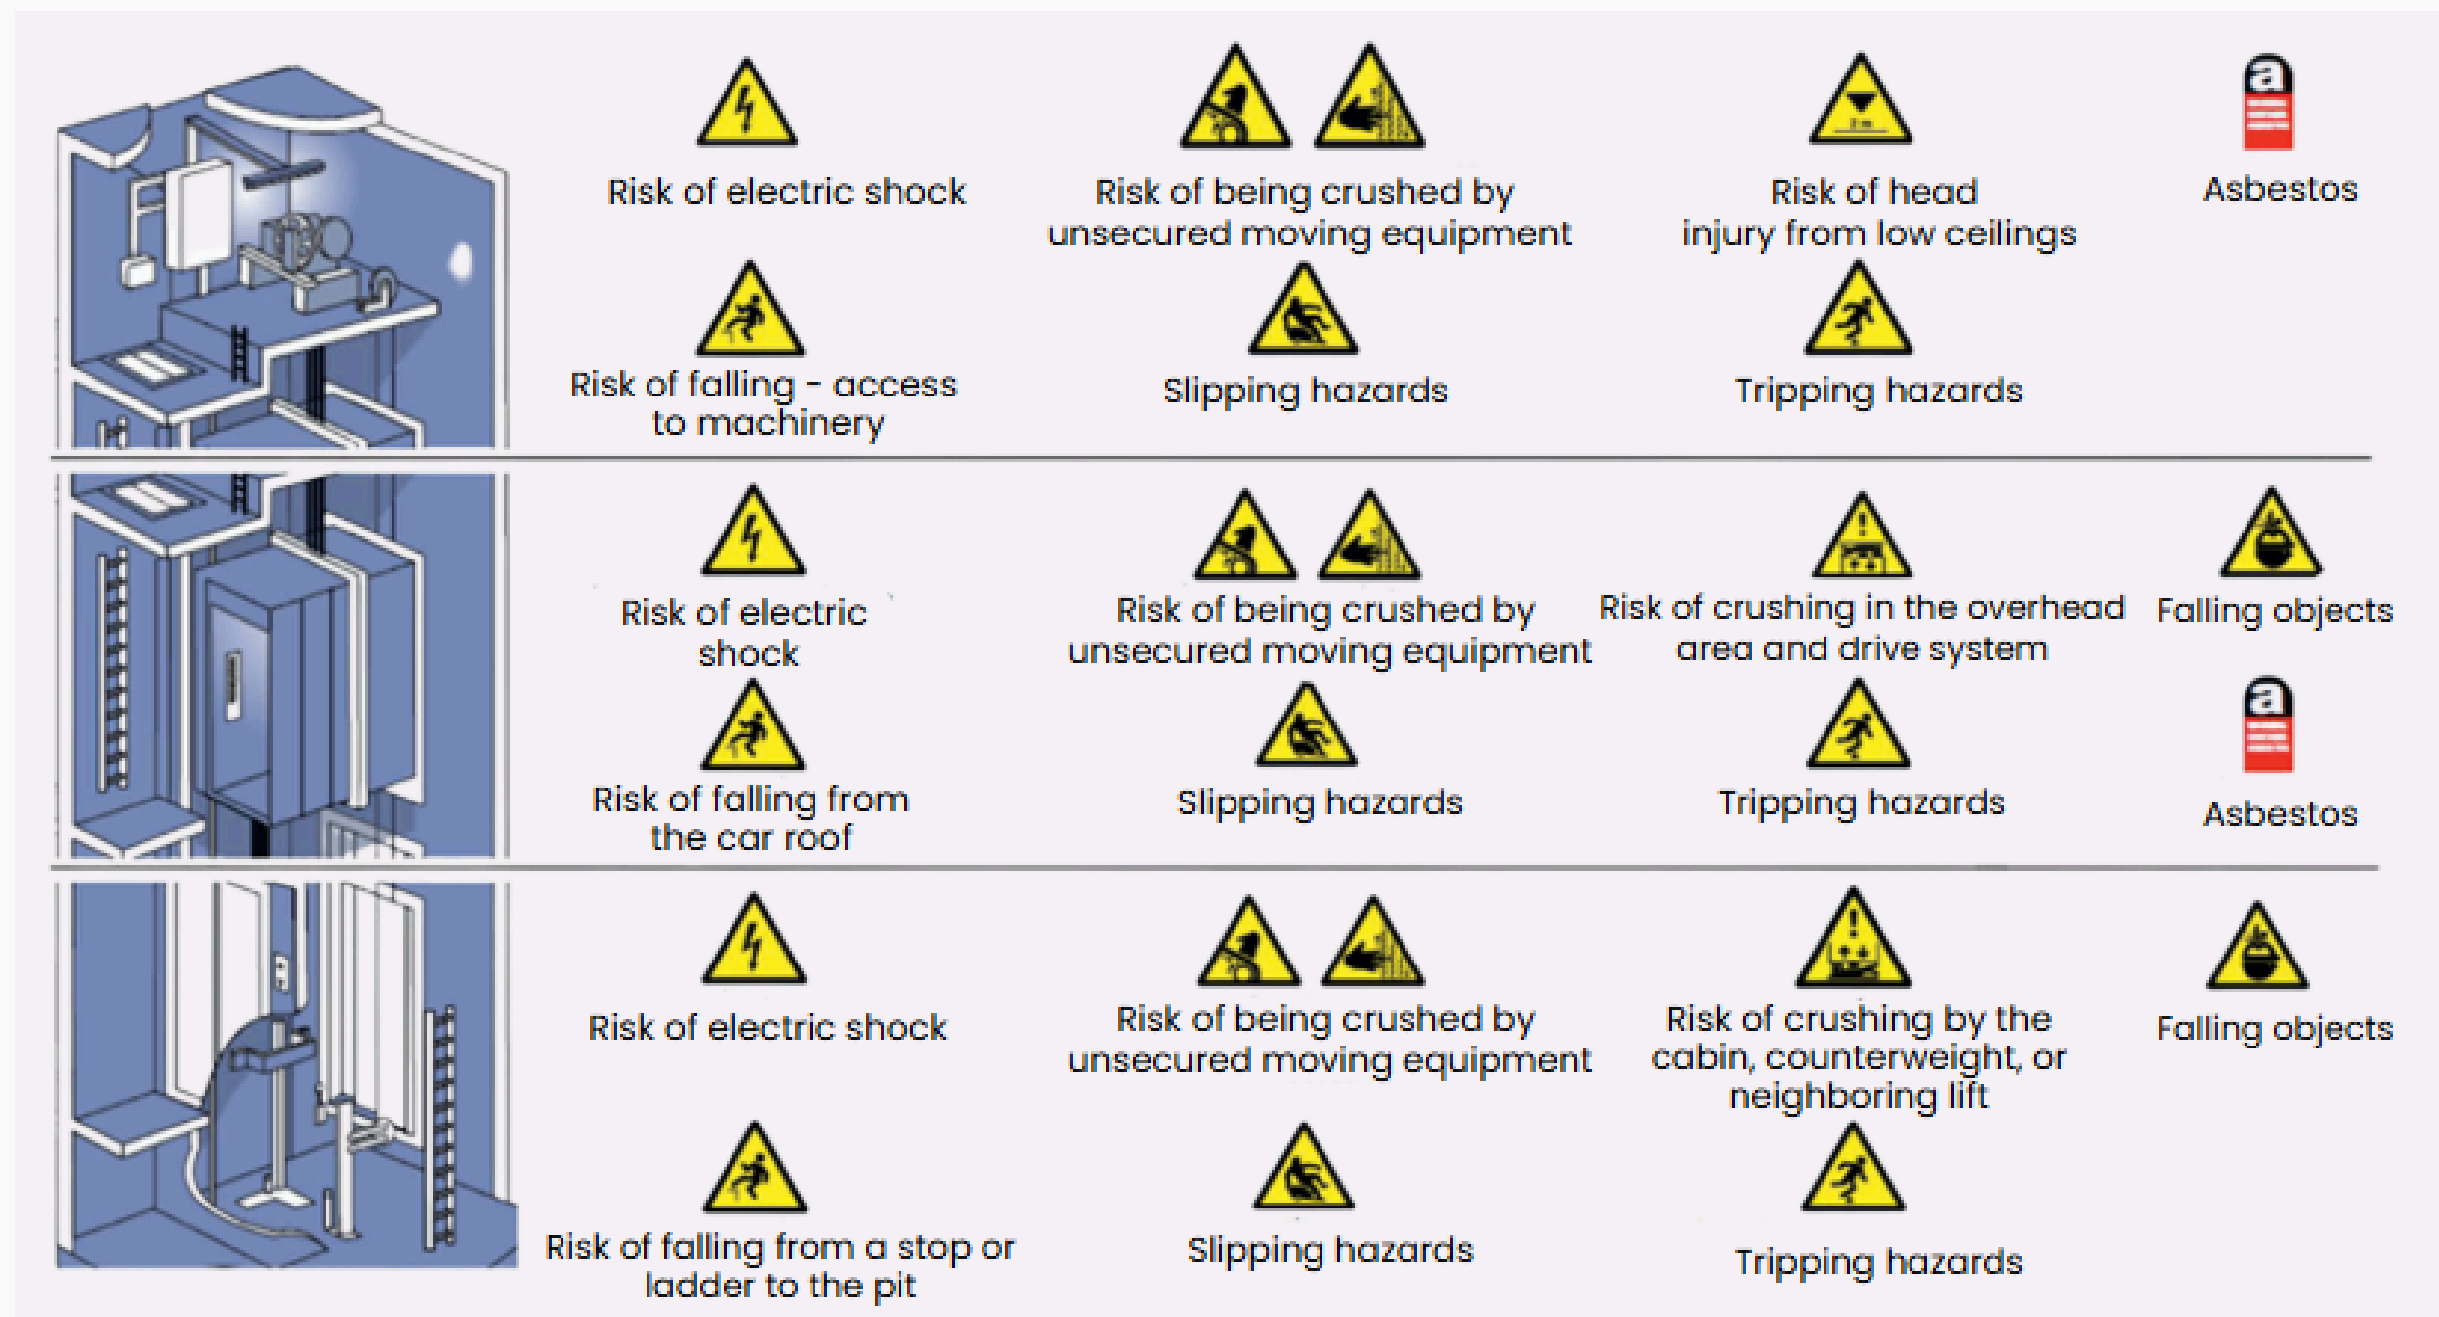 Risk of electric shock
Risk of being crushed by
unsecured moving equipment
Risk of head
injury from low ceilings
a
Asbestos
Risk of falling - access
to machinery
Slipping hazards
Tripping hazards
Risk of electric
shock
Risk of being crushed by
unsecured moving equipment
Risk of crushing in the overhead
area and drive system
Falling objects
Risk of falling from
the car roof
Slipping hazards
Tripping hazards
a
Asbestos
Risk of electric shock
Risk of being crushed by
unsecured moving equipment
Risk of crushing by the
cabin, counterweight, or
neighboring lift
Falling objects
Risk of falling from a stop or
ladder to the pit
Slipping hazards
Tripping hazards